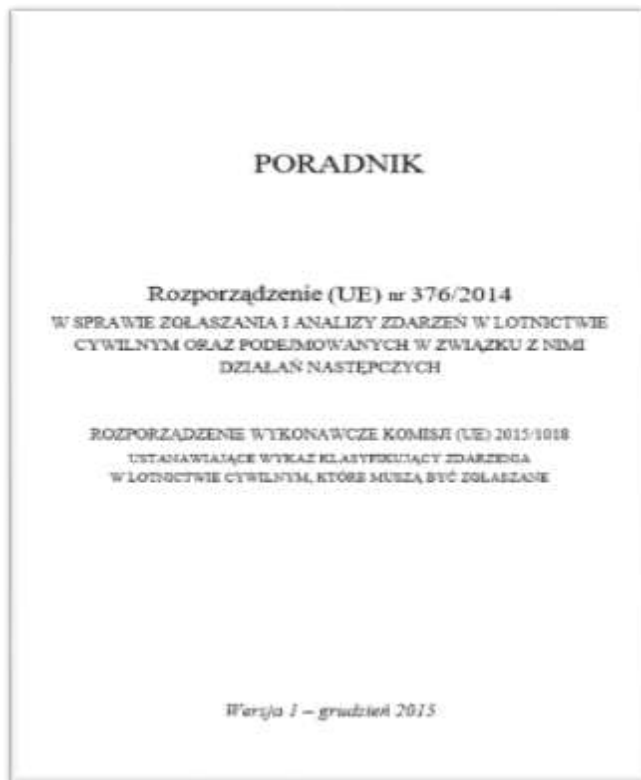 PORADNIK
Rozporządzenie (UE) nr 376/2014
W SPRAWIE ZGŁASZANIA I ANALIZY ZDARZEŃ W LOTNICTWIE
CYWILNYM ORAZ PODEJMOWANYCH W ZWIĄZKU Z NIMI
DZIAŁAŃ NASTĘPCZYCH
ROZPORZĄDZENIE WYKONAWCZE KOMISJI (UE) 2015/1018
USTANAWIAJĄCE WYKAZ KLASYFIKUJĄCY ZDARZENIA
W LOTNICTWIE CYWILNYM, KTÓRE MUSZĄ BYĆ ZGŁASZANE
Wersja 1 – grudzień 2015